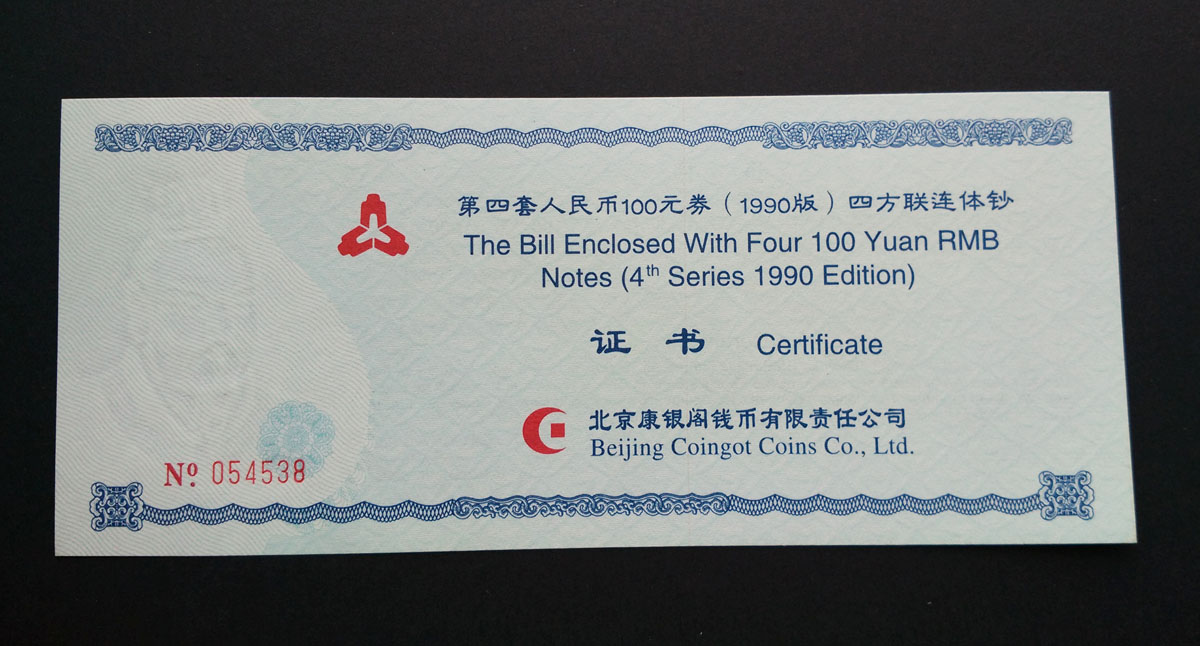 第四套人民币100元券（1990版）四方联连体钞
The Bill Enclosed With Four 100 Yuan RMB
Notes (4th Series 1990 Edition)
证 书 Certificate
北京康银阁钱币有限责任公司
Beijing Coingot Coins Co., Ltd.
Nº 054538